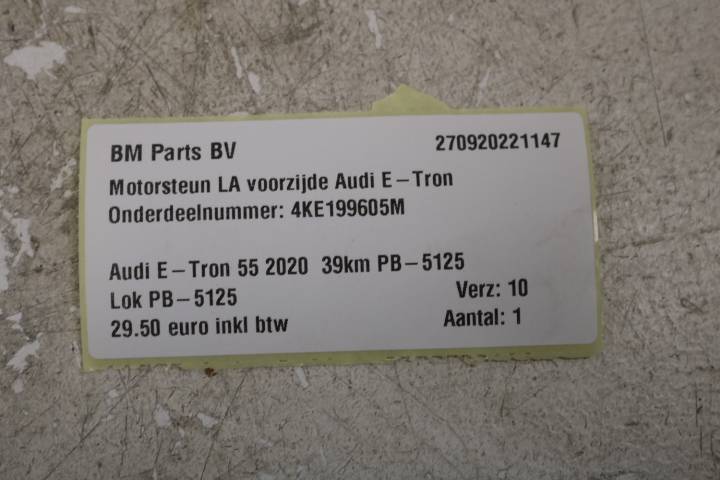 BM Parts BV 270920221147
Motorsteun LA voorzijde Audi E-Tron
Onderdeelnummer: 4KE199605M
Audi E-Tron 55 2020 39km PB-5125
Lok PB-5125 Verz: 10
29.50 euro inkl btw Aantal: 1